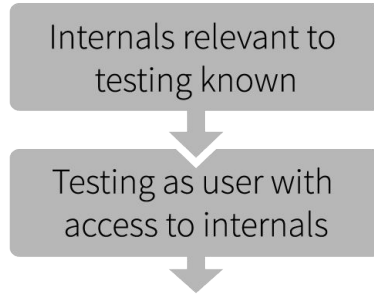 Internals relevant to
testing known
Testing as user with
access to internals